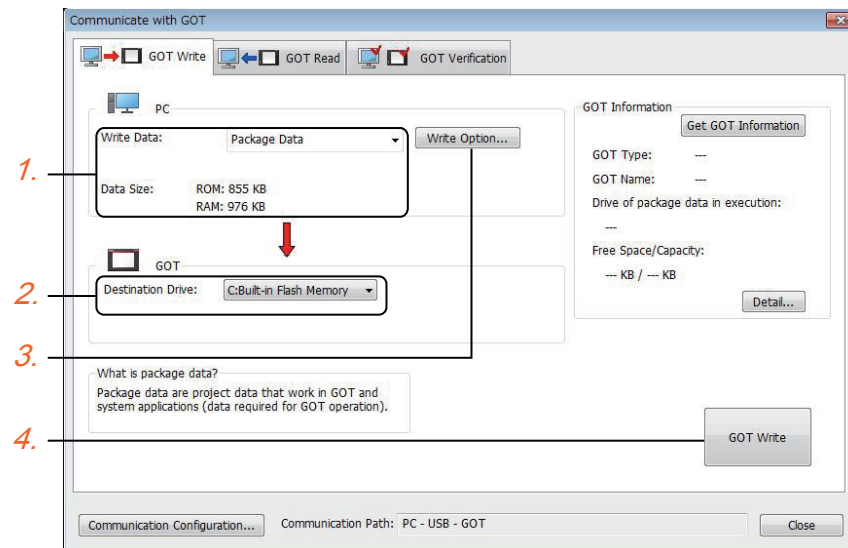 Communicate with GOT
GOT Write
GOT Read
GOT Verification
PC
Write Data:
Package Data
Write Option...
1.
Data Size:
ROM: 855 KB
RAM: 976 KB
GOT
2.
Destination Drive:
C:Built-in Flash Memory
3.
What is package data?
Package data are project data that work in GOT and
system applications (data required for GOT operation).
4.
GOT Information
Get GOT Information
GOT Type: ---
GOT Name: ---
Drive of package data in execution:
---
Free Space/Capacity:
--- KB / --- KB
Detail...
GOT Write
Communication Configuration...
Communication Path: PC - USB - GOT
Close